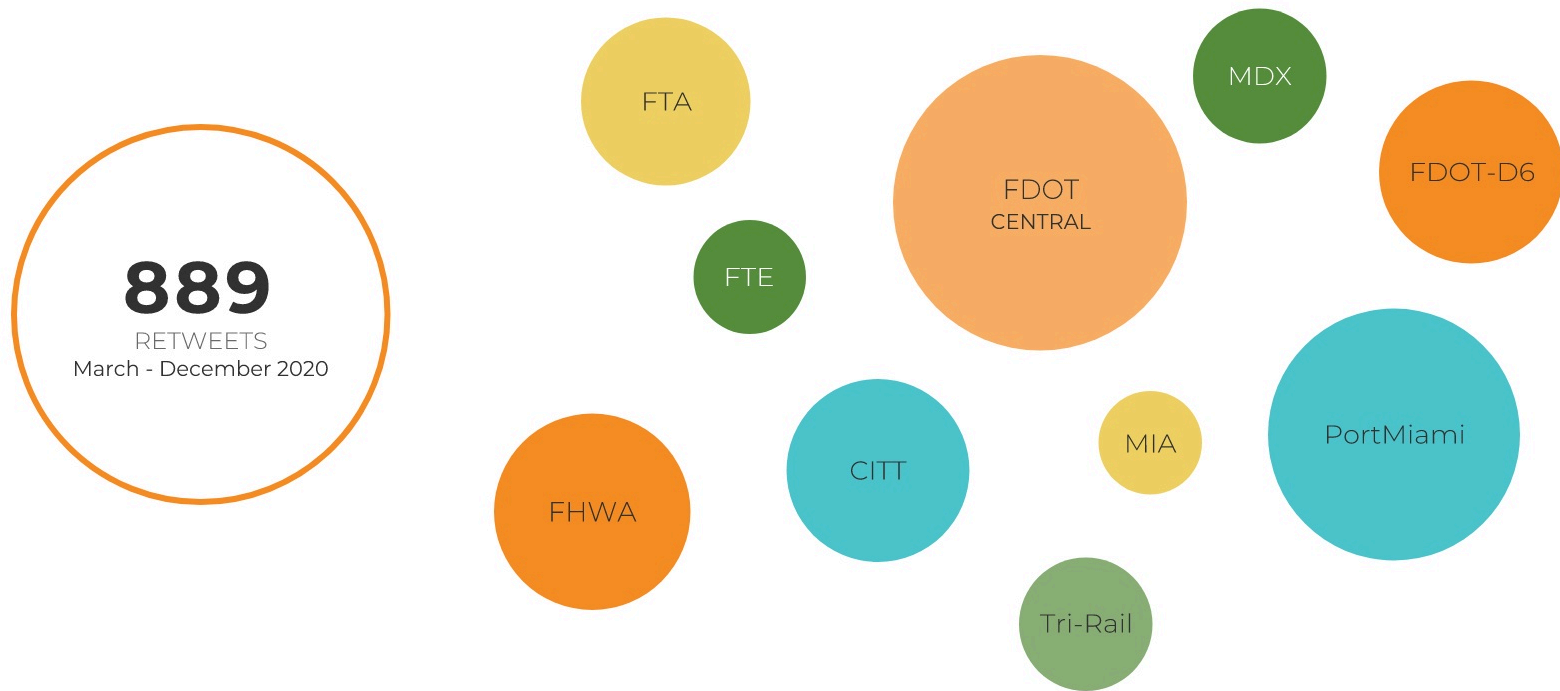 889
RETWEETS
March - December 2020
FTA
FDOT
CENTRAL
MDX
FDOT-D6
FTE
FHWA
CITT
MIA
PortMiami
Tri-Rail